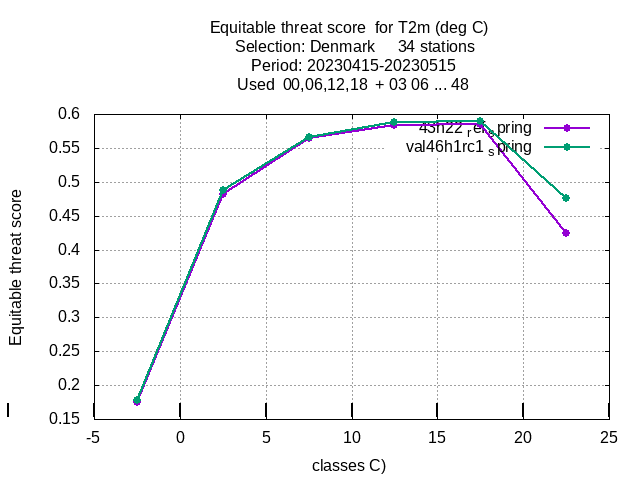 Equitable threat score for T2m (deg C)
Selection: Denmark 34 stations
Period: 20230415-20230515
Used 00,06,12,18 + 03 06 ... 48
0.6
0.55
0.5
0.45
0.4
0.35
0.3
0.25
0.2
0.15
Equitable threat score
-5 0 5 10 15 20 25
classes C)
val46h1rc1 spring